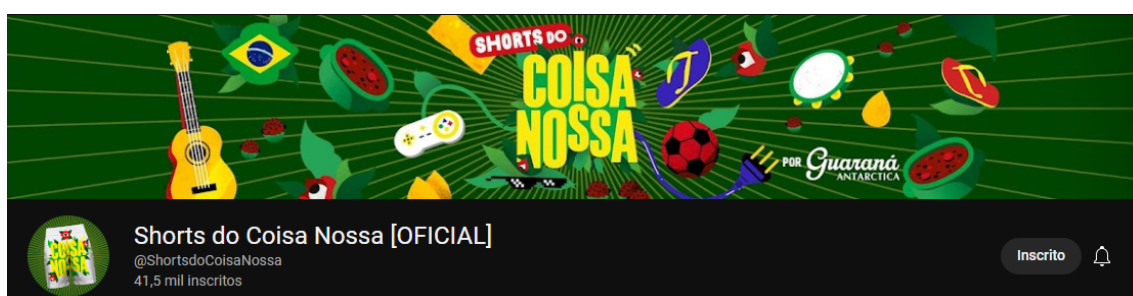 SHORTS DO
COISA
NOSSA
POR Guaraná
ANTARCTICA
COISA
NOSSA
Shorts do Coisa Nossa [OFICIAL]
@ShortsdoCoisaNossa
41,5 mil inscritos
Inscrito